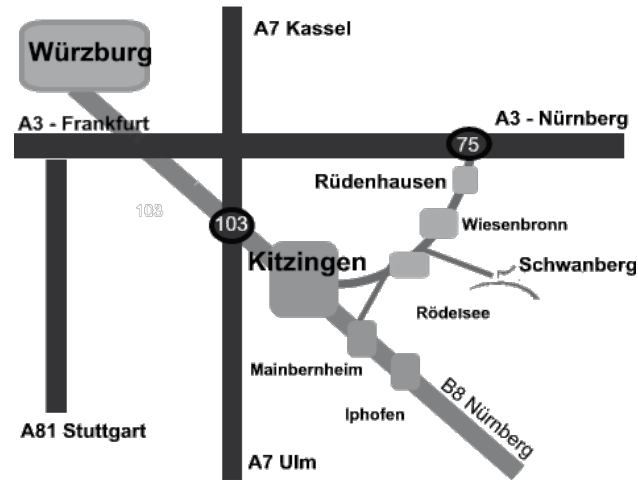 A7 Kassel
Würzburg
A3 - Frankfurt
A3 - Nürnberg
75
Rüdenhausen
103
103
Wiesenbronn
Kitzingen
Schwanberg
Rödelsee
Mainbernheim
Iphofen
B8 Nürnberg
A81 Stuttgart
A7 Ulm